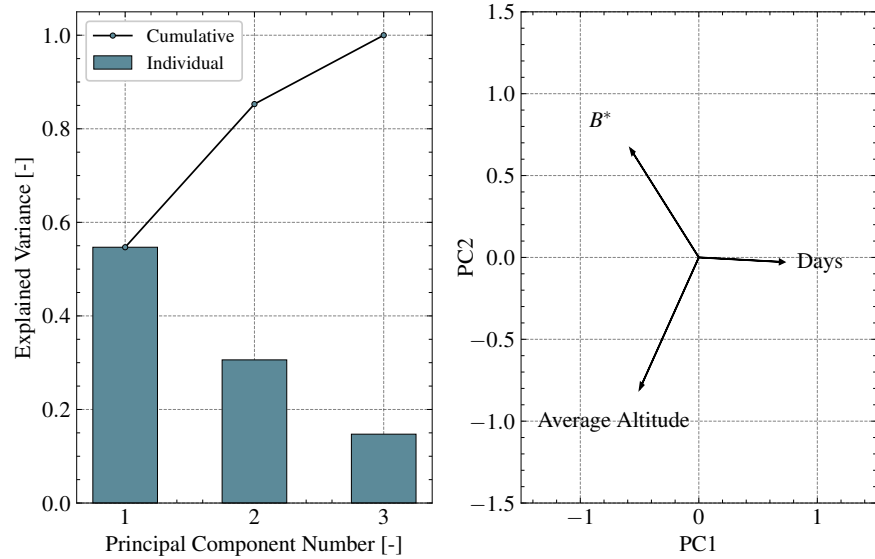 Cumulative
Individual
1.0
0.8
0.6
0.4
0.2
0.0
Explained Variance [-]
1
2
3
Principal Component Number [-]
1.5
1.0
0.5
0.0
−0.5
−1.0
−1.5
PC2
B*
Days
Average Altitude
−1
0
1
PC1